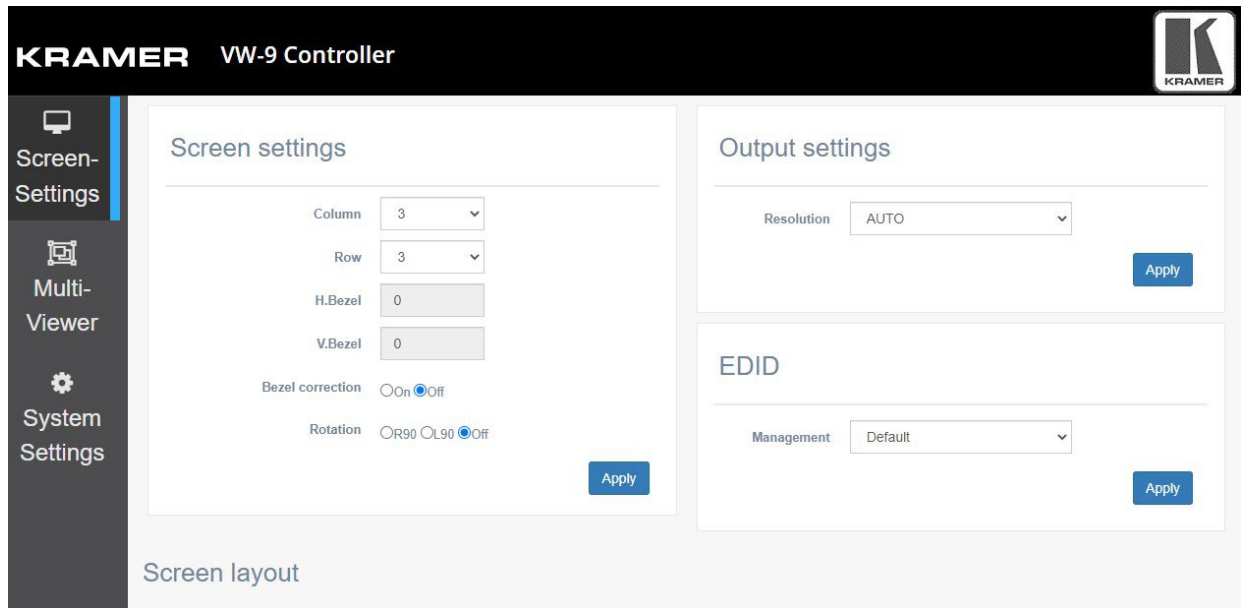 KRAMER VW-9 Controller
KRAMER
Screen-
Settings
Multi-
Viewer
System
Settings
Screen settings
Column 3
Row 3
H.Bezel 0
V.Bezel 0
Bezel correction On Off
Rotation R90 L90 Off
Apply
Output settings
Resolution AUTO
Apply
EDID
Management Default
Apply
Screen layout